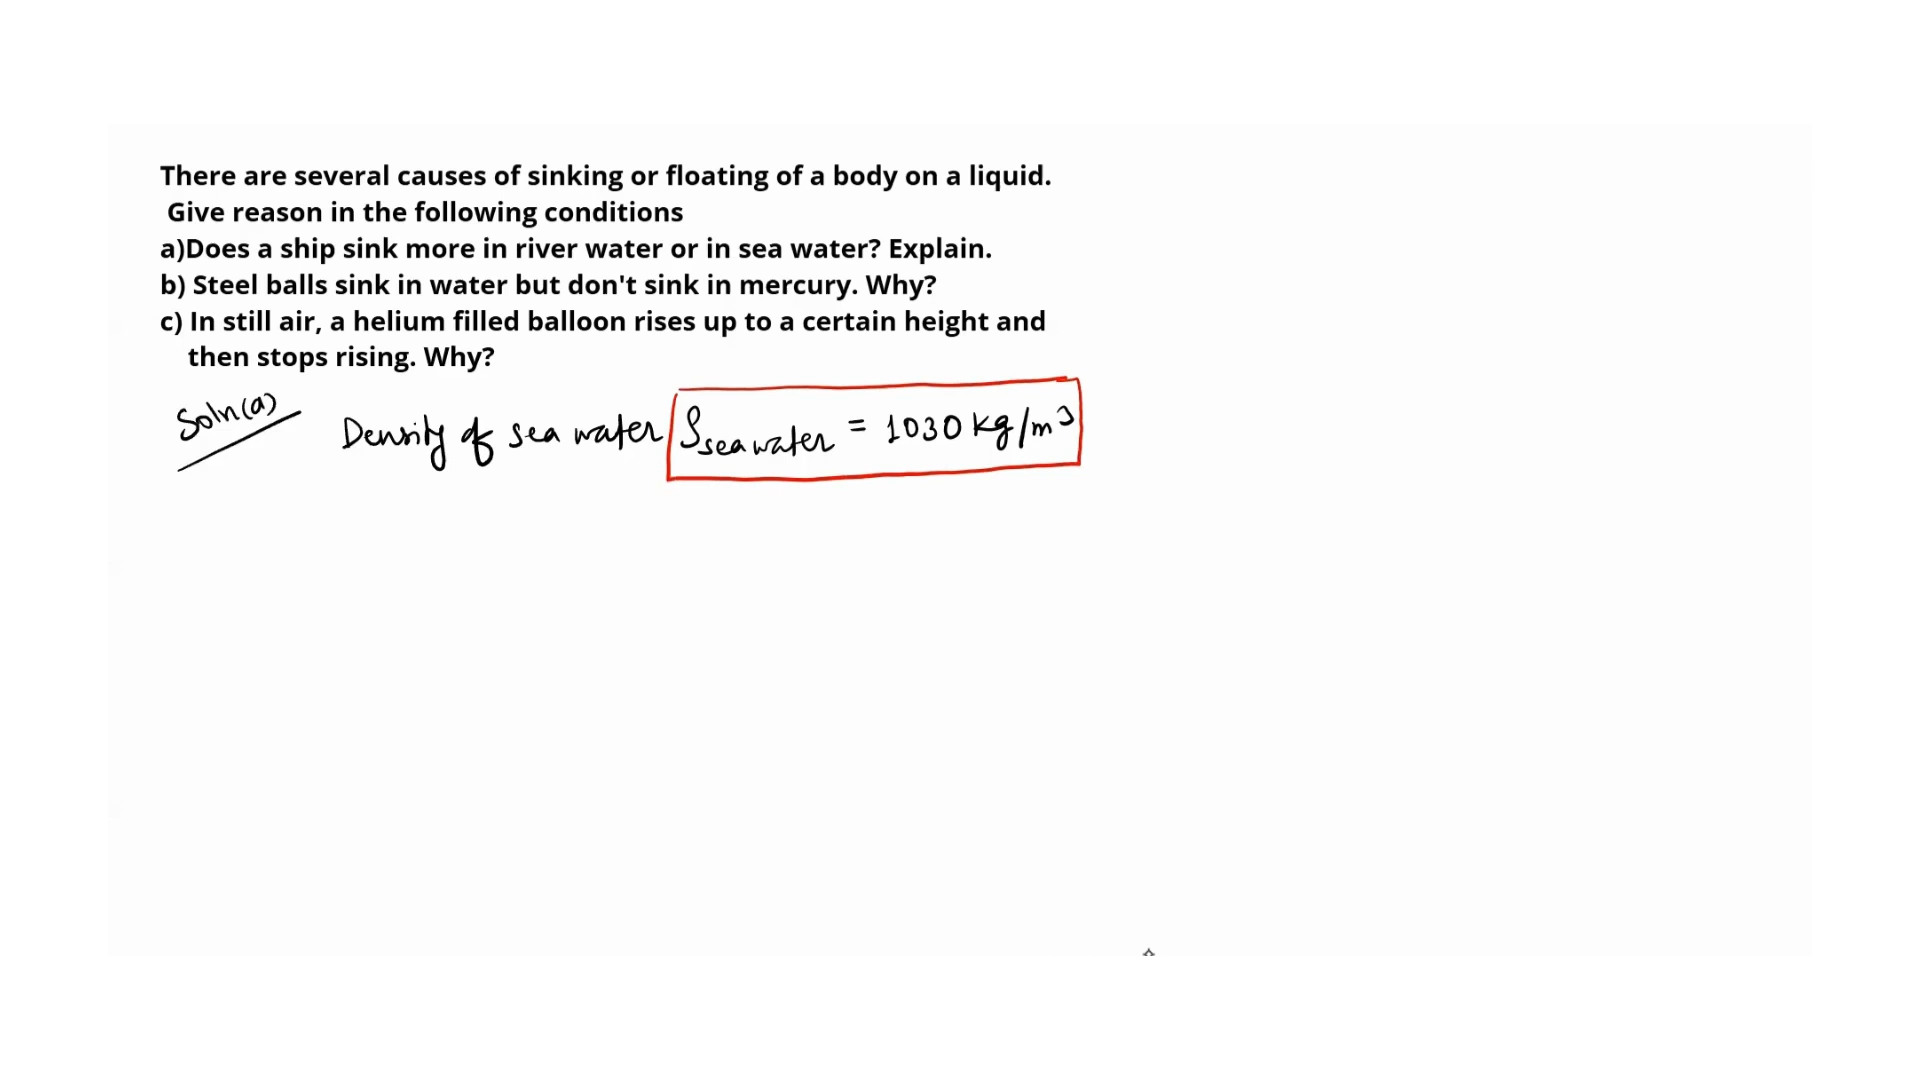 There are several causes of sinking or floating of a body on a liquid.
Give reason in the following conditions
a)Does a ship sink more in river water or in sea water? Explain.
b) Steel balls sink in water but don't sink in mercury. Why?
c) In still air, a helium filled balloon rises up to a certain height and
then stops rising. Why?
Soln(a)
Density of sea water ρsea water = 1030 kg/m³